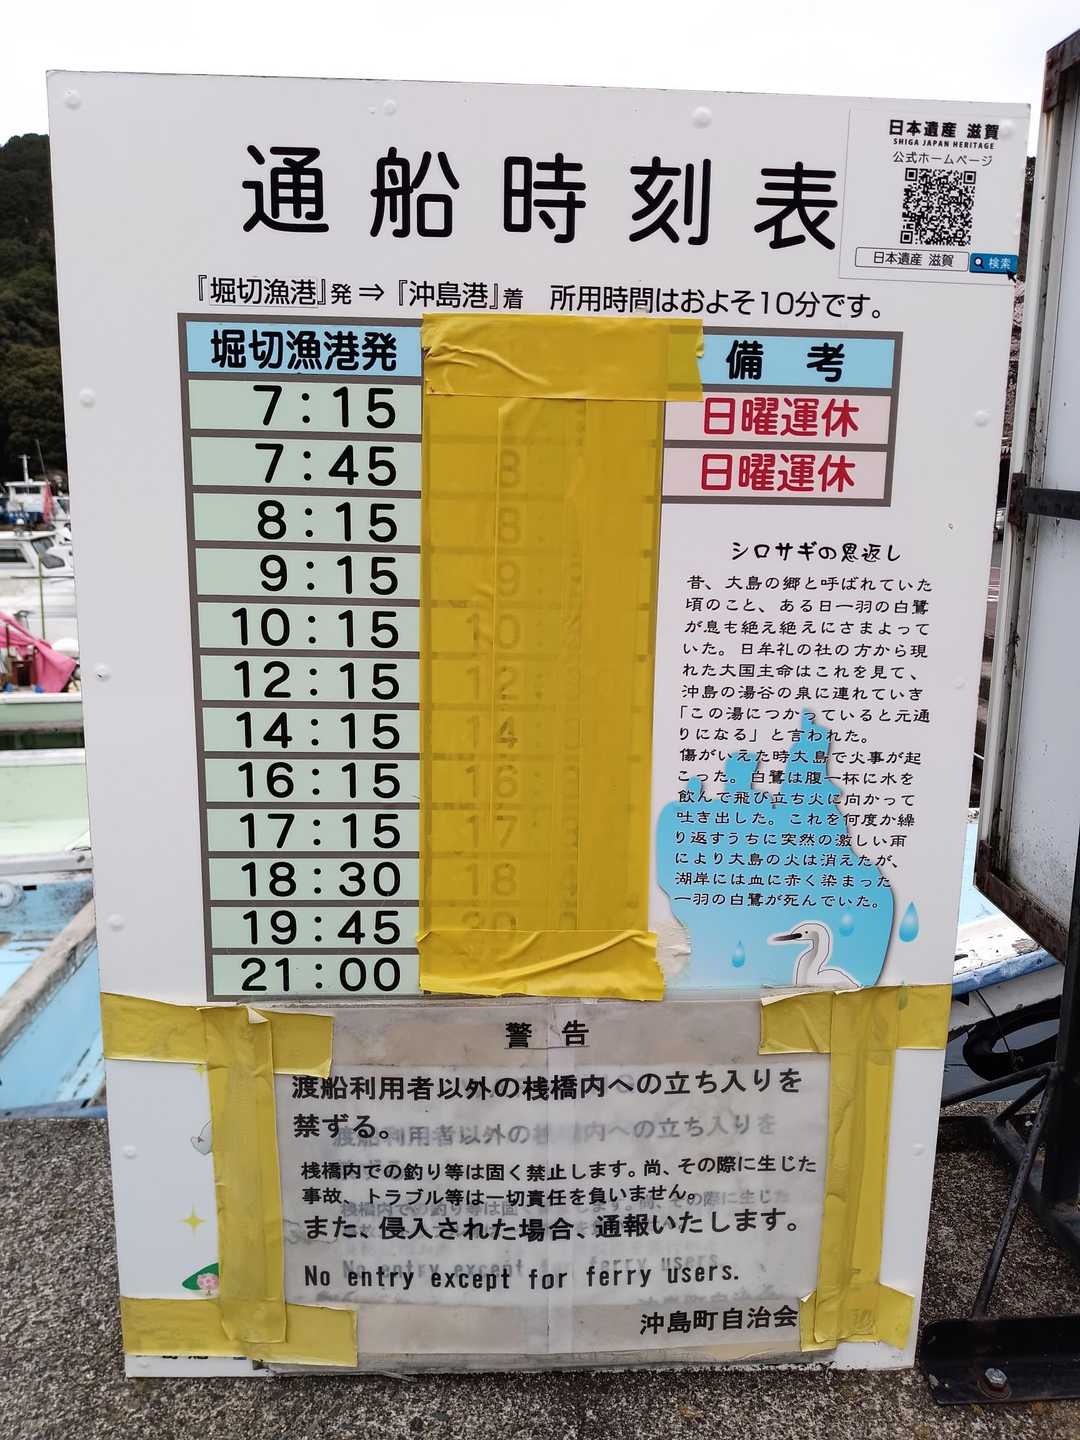 通船時刻表
日本遺産 滋賀
SHIGA JAPAN HERITAGE
公式ホームページ
日本遺産 滋賀 検索
『堀切漁港』発⇒『沖島港』着 所用時間はおよそ10分です。
堀切漁港発 備考
7:15 日曜運休
7:45 日曜運休
8:15
9:15
10:15
12:15
14:15
16:15
17:15
18:30
19:45
21:00
シロサギの恩返し
昔、大島の郷と呼ばれていた
頃のこと、ある日一羽の白鷺
が息も絶え絶えにさまよって
いた。日牟礼の社の方から現
れた大国主命はこれを見て、
沖島の湯谷の泉に連れていき
「この湯につかっていると元通
りになる」と言われた。
傷がいえた時大島で火事が起
こった。白鷺は腹一杯に水を
飲んで飛び立ち火に向かって
吐き出した。これを何度か繰
り返すうちに突然の激しい雨
により大島の火は消えたが、
湖岸には血に赤く染まった
一羽の白鷺が死んでいた。
警告
渡船利用者以外の桟橋内への立ち入りを
禁ずる。
桟橋内での釣り等は固く禁止します。尚、その際に生じた
事故、トラブル等は一切責任を負いません。
また、侵入された場合、通報いたします。
No entry except for ferry users.
沖島町自治会